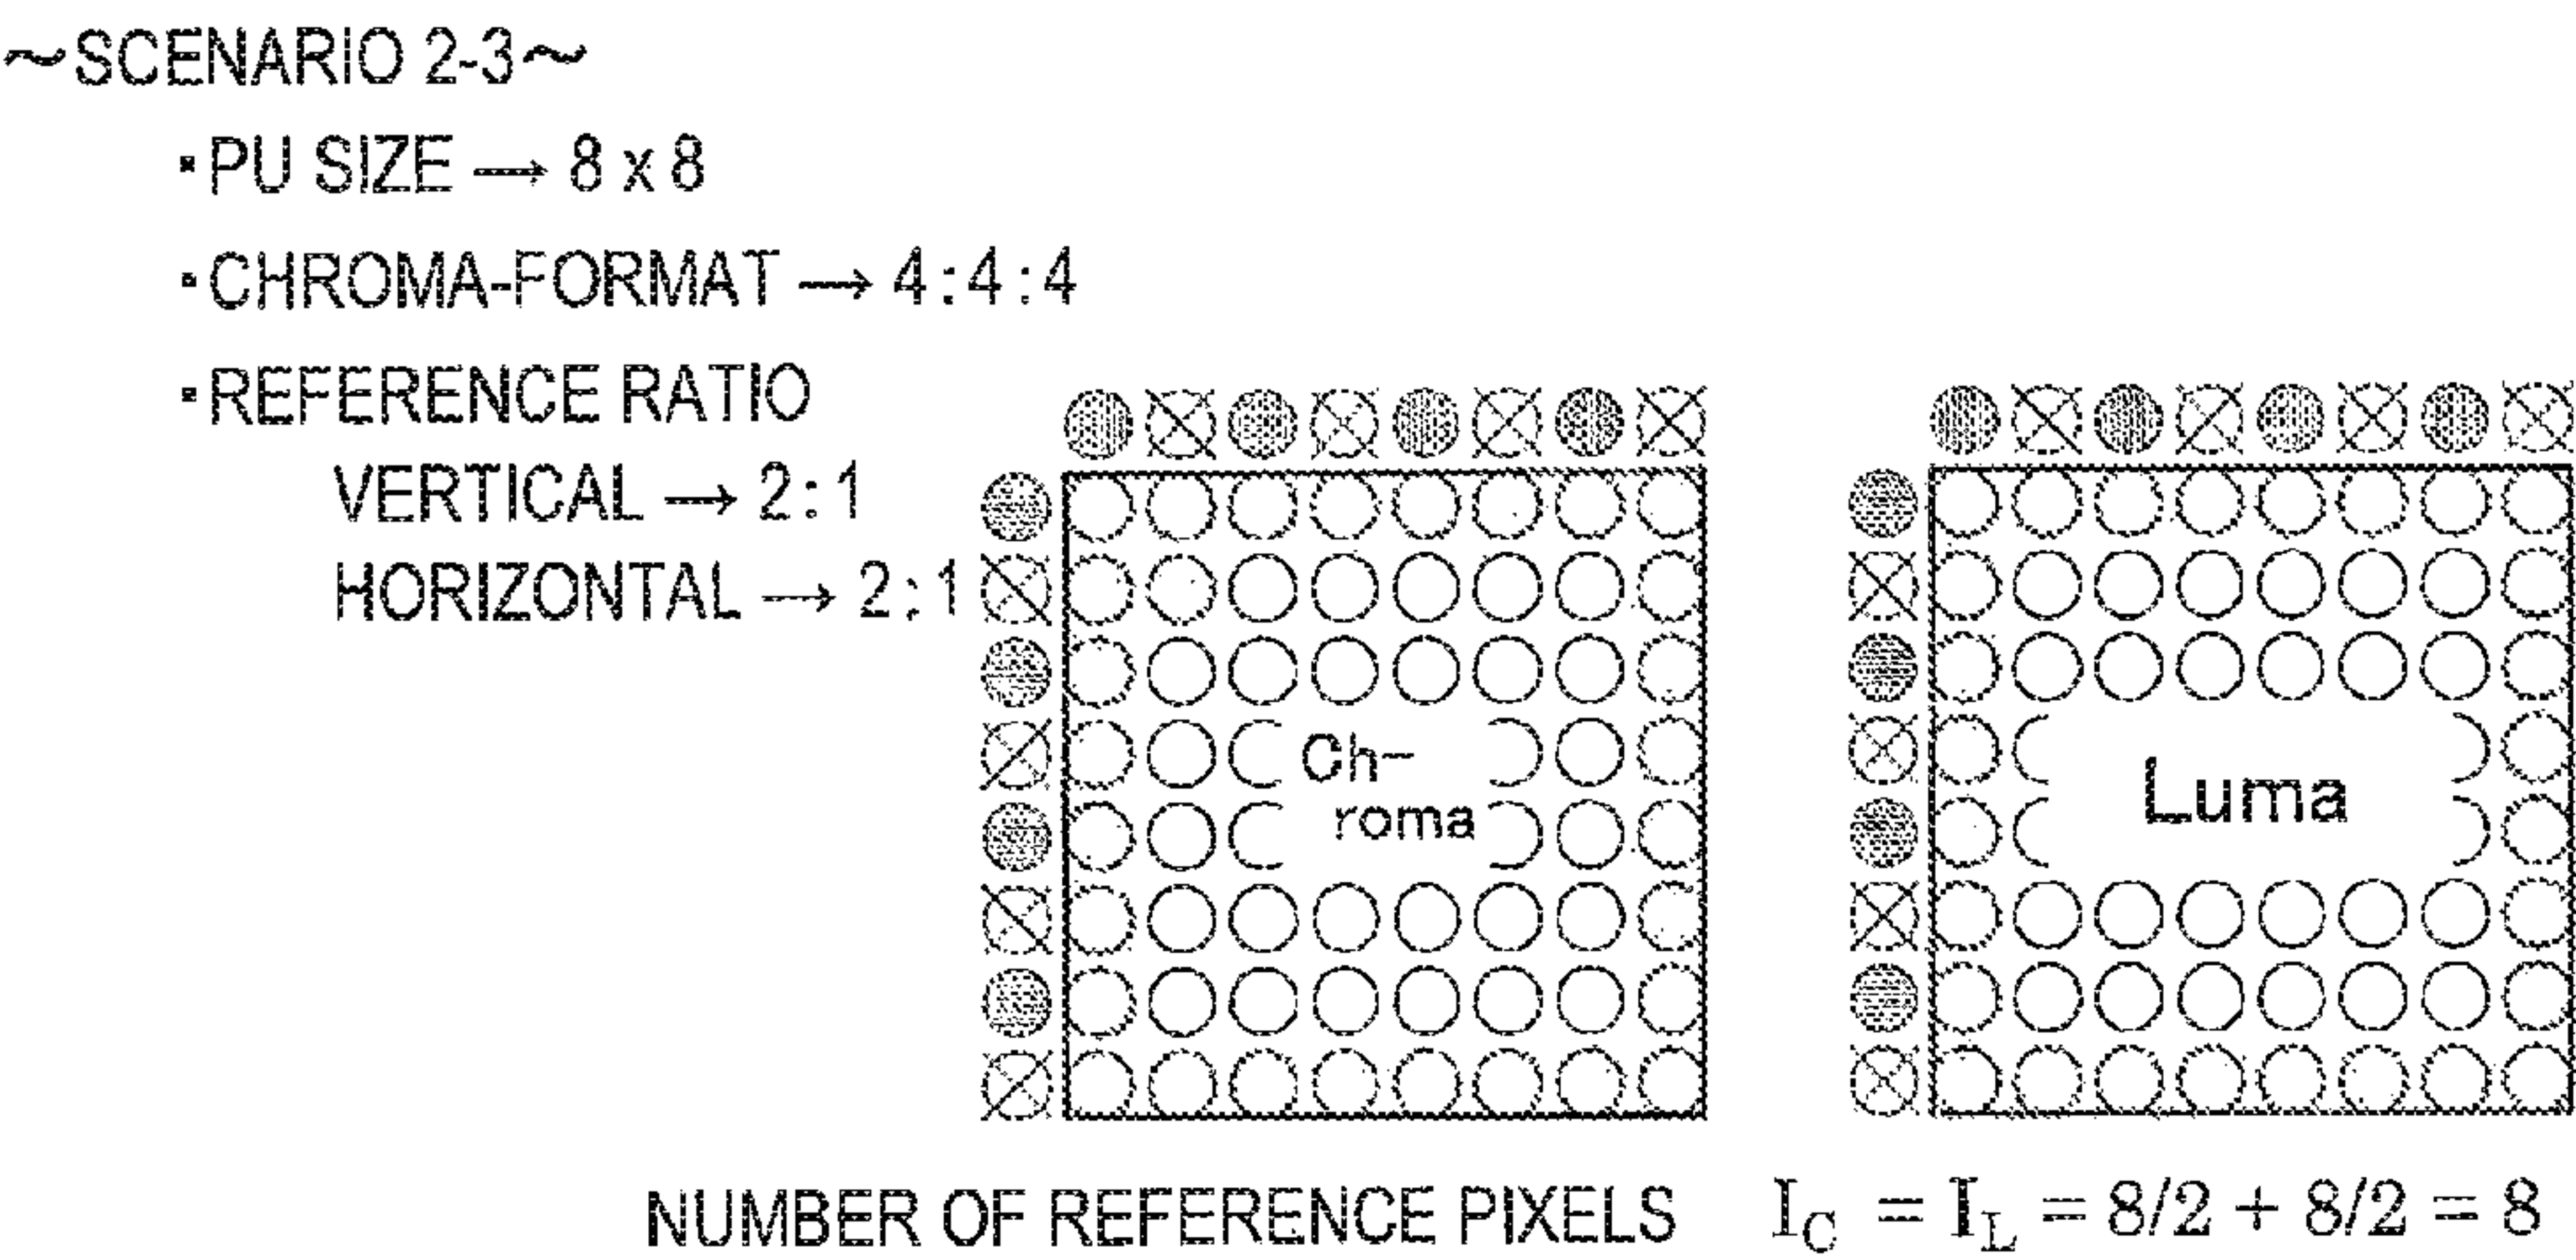 ~SCENARIO 2-3~
·PU SIZE → 8 x 8
·CHROMA-FORMAT → 4:4:4
·REFERENCE RATIO
VERTICAL → 2:1
HORIZONTAL → 2:1
Ch-
roma
Luma
NUMBER OF REFERENCE PIXELS I_C = I_L = 8/2 + 8/2 = 8